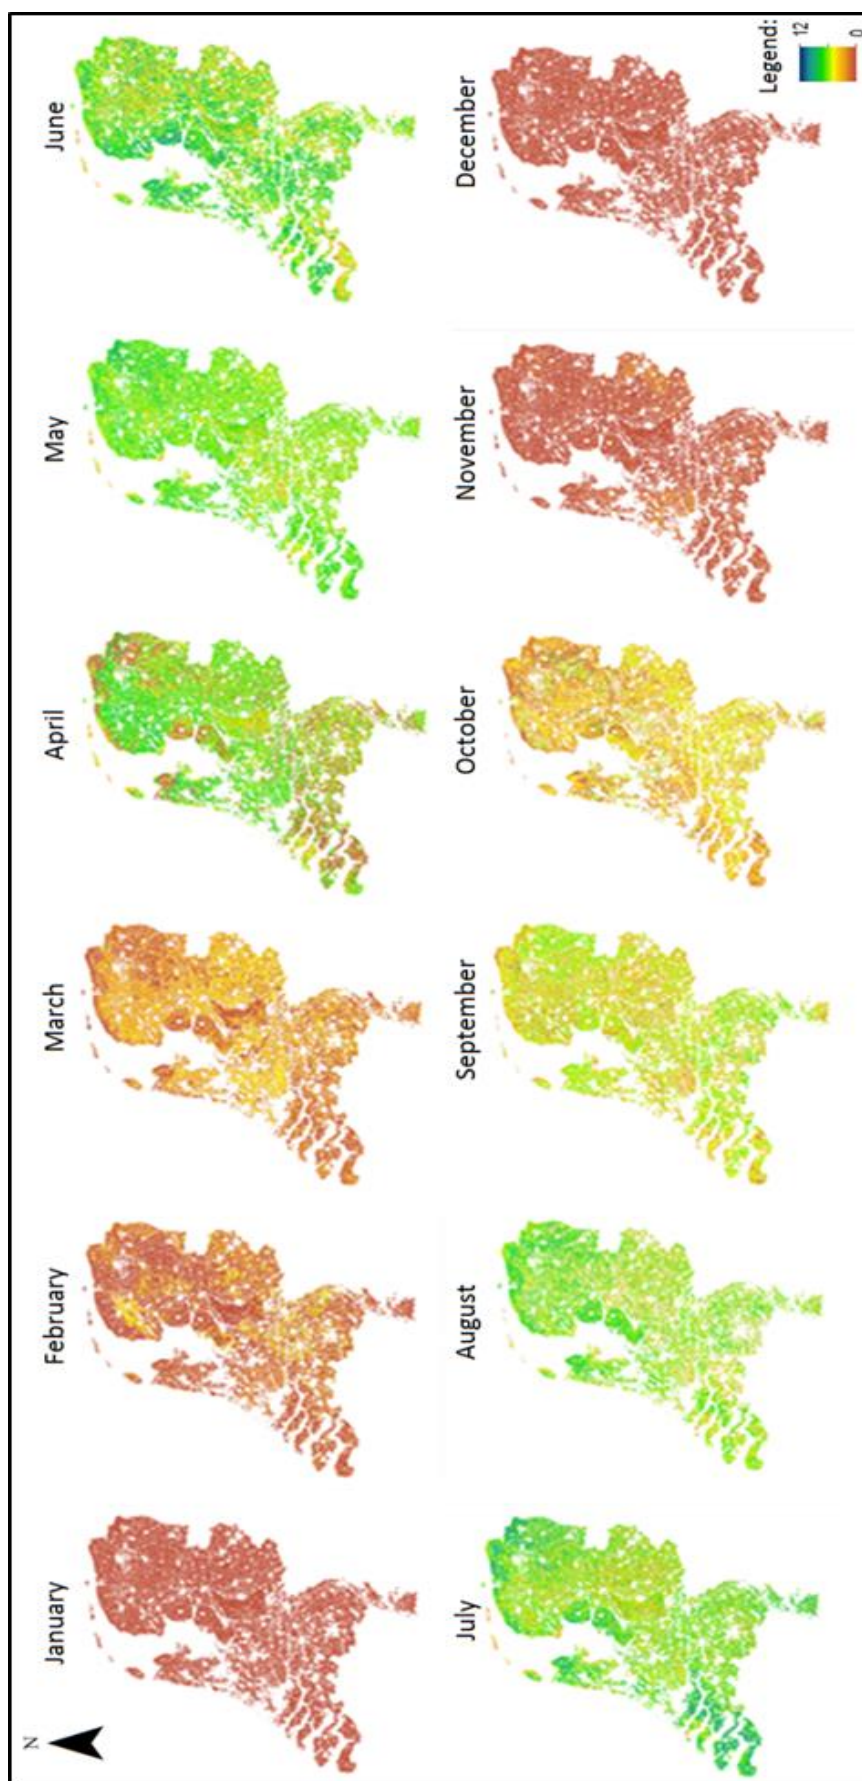 N
January
February
March
April
May
June
July
August
September
October
November
December
Legend:
12
0